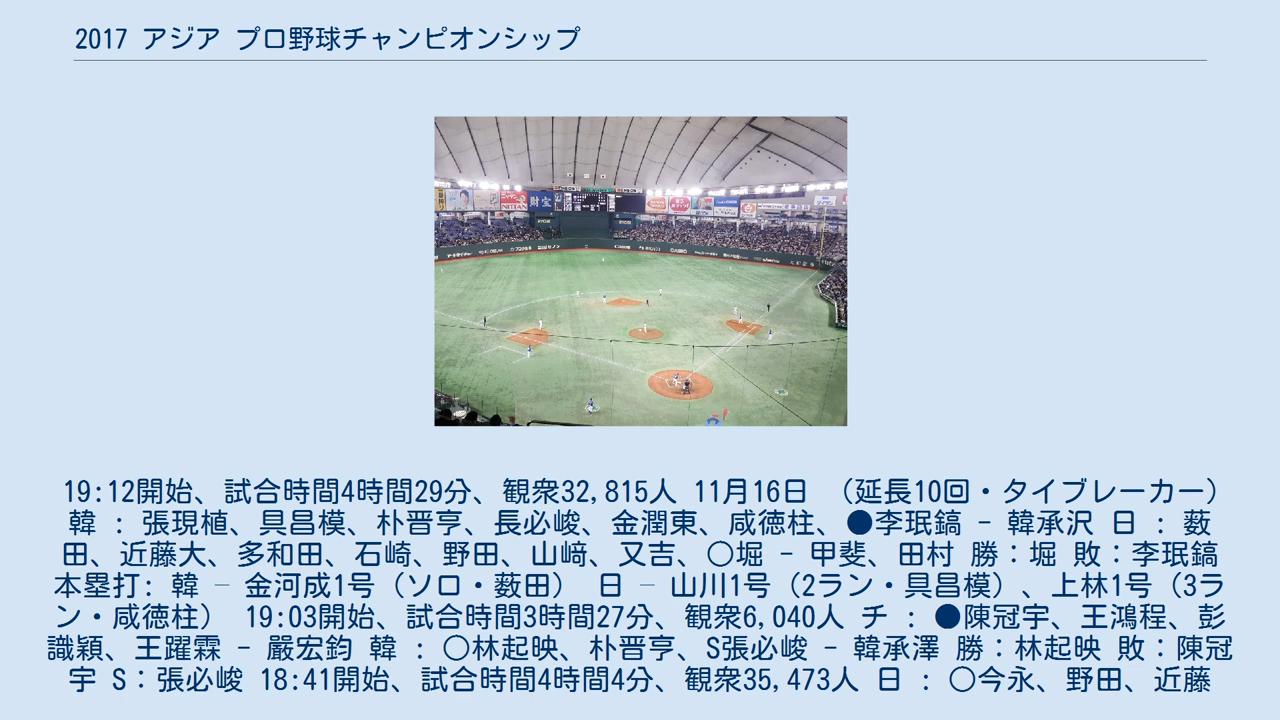 2017 アジア プロ野球チャンピオンシップ
財宝
19:12開始、試合時間4時間29分、観衆32,815人 11月16日 （延長10回・タイブレーカー）
韓 : 張現植、具昌模、朴晋亨、長必峻、金潤東、咸徳柱、●李珉鎬 - 韓承沢 日 : 薮
田、近藤大、多和田、石崎、野田、山﨑、又吉、○堀 - 甲斐、田村 勝：堀 敗：李珉鎬
本塁打: 韓 – 金河成1号（ソロ・薮田） 日 – 山川1号（2ラン・具昌模）、上林1号（3ラ
ン・咸徳柱） 19:03開始、試合時間3時間27分、観衆6,040人 チ : ●陳冠宇、王鴻程、彭
識穎、王躍霖 - 嚴宏鈞 韓 : ○林起映、朴晋亨、S張必峻 - 韓承澤 勝：林起映 敗：陳冠
宇 S：張必峻 18:41開始、試合時間4時間4分、観衆35,473人 日 : ○今永、野田、近藤